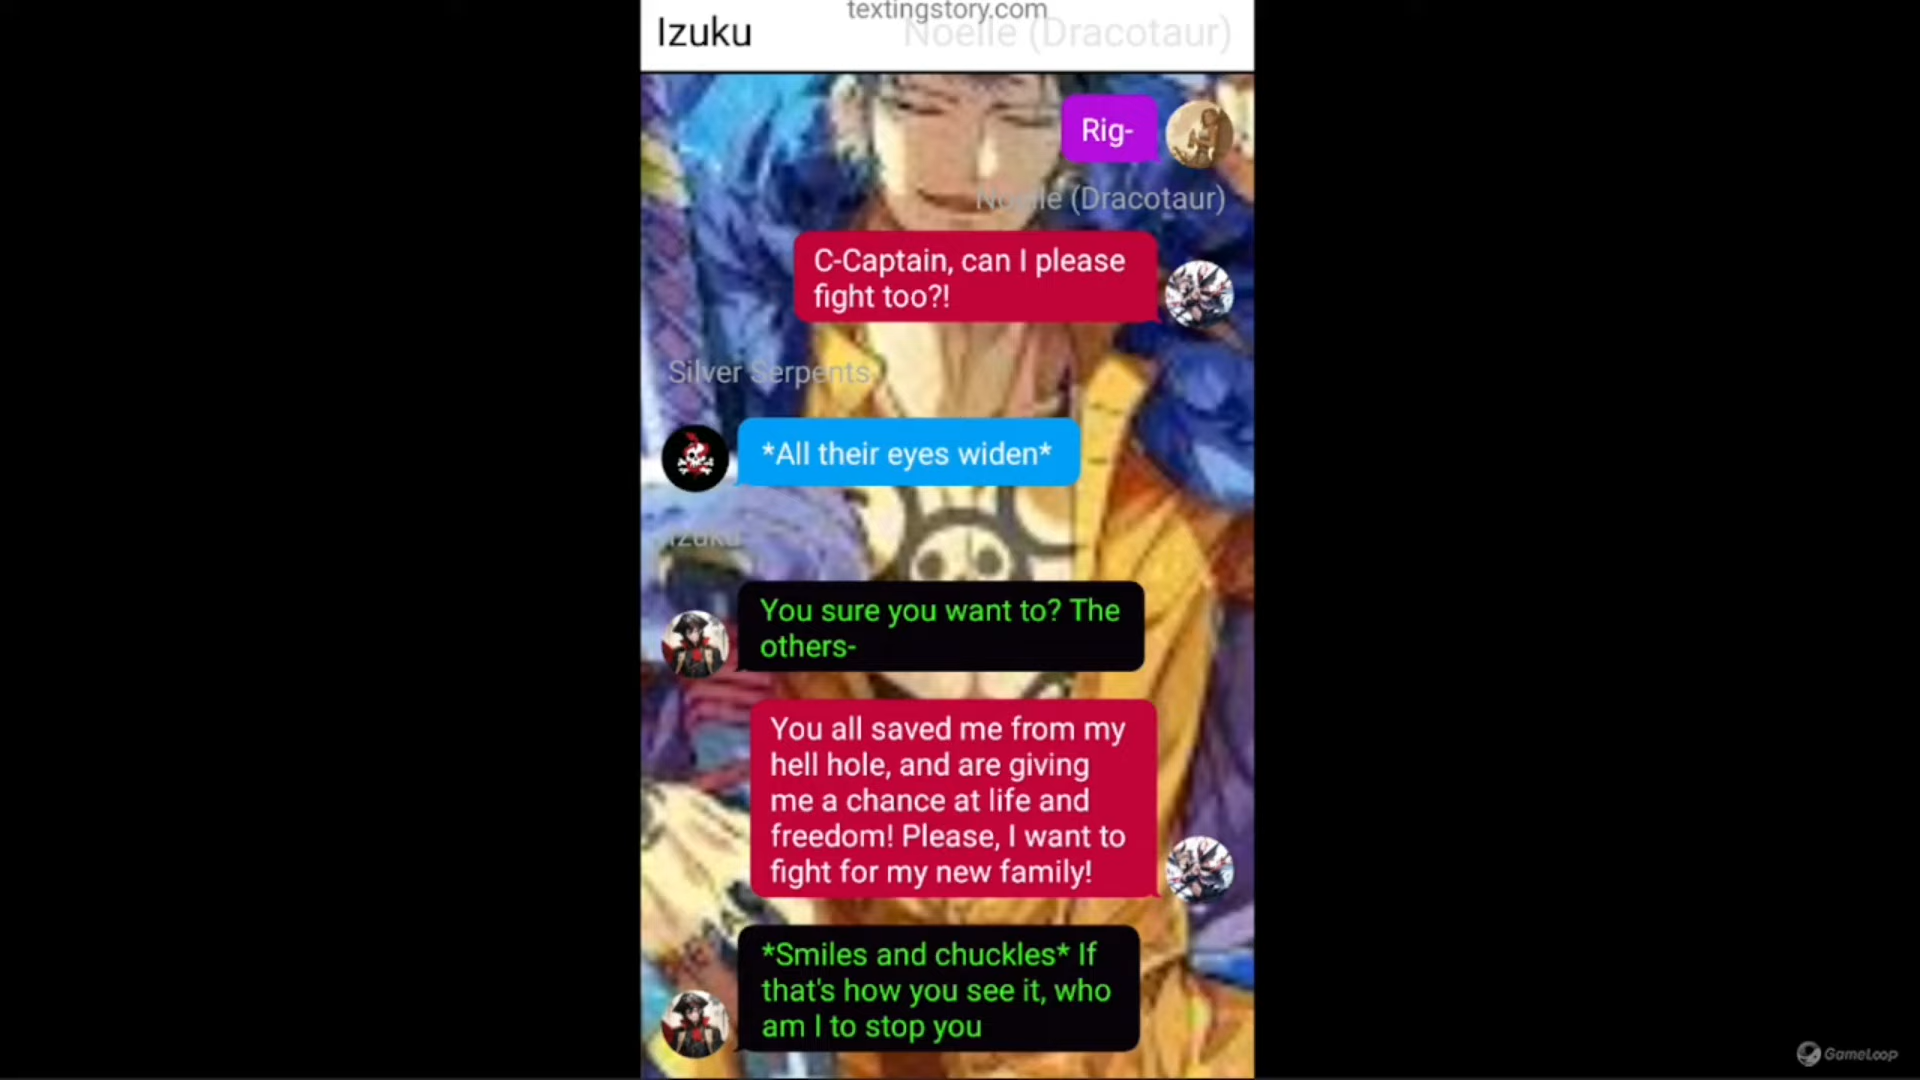 textingstory.com
Izuku
Noelle (Dracotaur)
Rig-
Noelle (Dracotaur)
C-Captain, can I please
fight too?!
Silver Serpents
*All their eyes widen*
Izuku
You sure you want to? The
others-
You all saved me from my
hell hole, and are giving
me a chance at life and
freedom! Please, I want to
fight for my new family!
*Smiles and chuckles* If
that's how you see it, who
am I to stop you
GameLoop